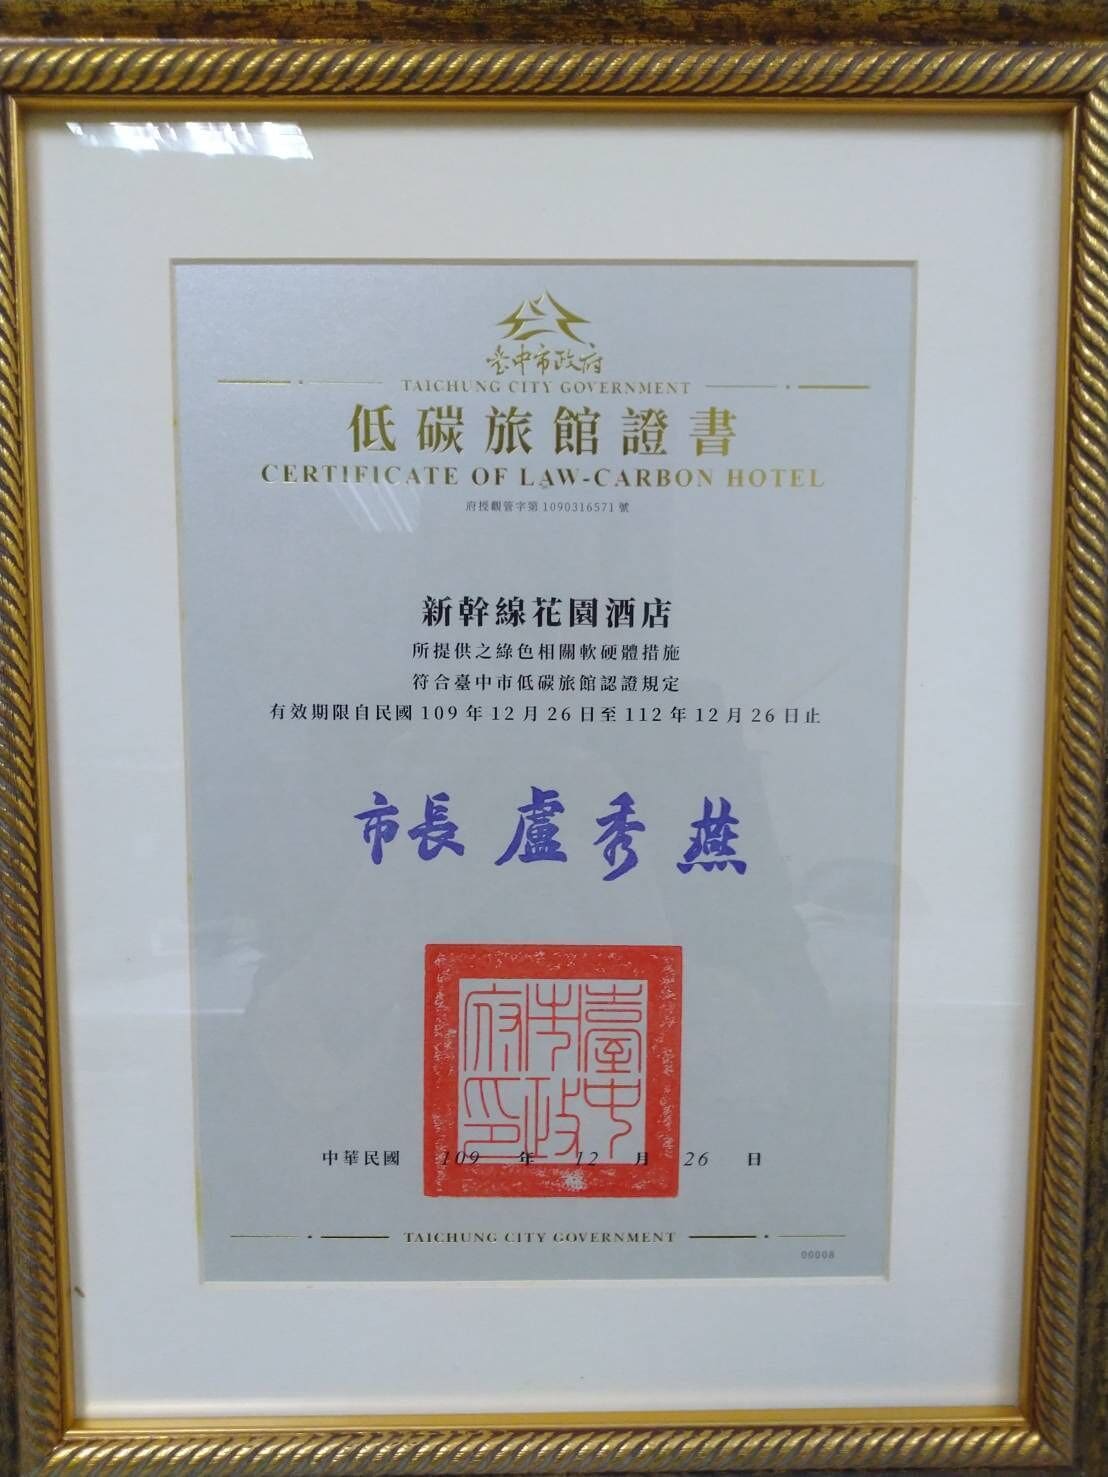 臺中市政府
TAICHUNG CITY GOVERNMENT
低碳旅館證書
CERTIFICATE OF LAW-CARBON HOTEL
府授觀管字第1090316571號
新幹線花園酒店
所提供之綠色相關軟硬體措施
符合臺中市低碳旅館認證規定
有效期限自民國109年12月26日至112年12月26日止
市長 盧秀燕
臺中市政府印
中華民國 109 年 12 月 26 日
TAICHUNG CITY GOVERNMENT
00008